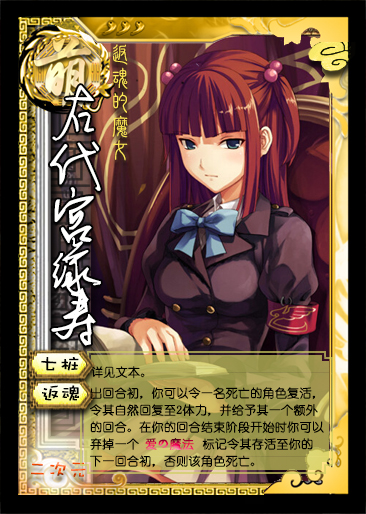 萌
返魂的魔女
右代宫缘寿
七桩
详见文本。
返魂
出回合初，你可以令一名死亡的角色复活，
令其自然回复至2体力，并给予其一个额外
的回合。在你的回合结束阶段开始时你可以
弃掉一个 爱の魔法 标记令其存活至你的
下一回合初，否则该角色死亡。
二次元